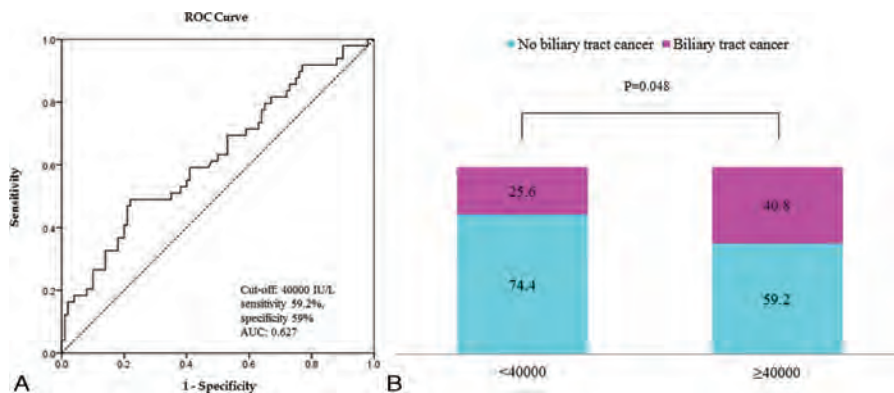 ROC Curve
1.0
0.8
0.6
0.4
0.2
0.0
Sensitivity
Cut-off: 40000 IU/L
sensitivity 59.2%,
specificity 59%
AUC: 0.627
0.0 0.2 0.4 0.6 0.8 1.0
1 - Specificity
A
No biliary tract cancer Biliary tract cancer
P=0.048
25.6
40.8
74.4
59.2
<40000
≥40000
B